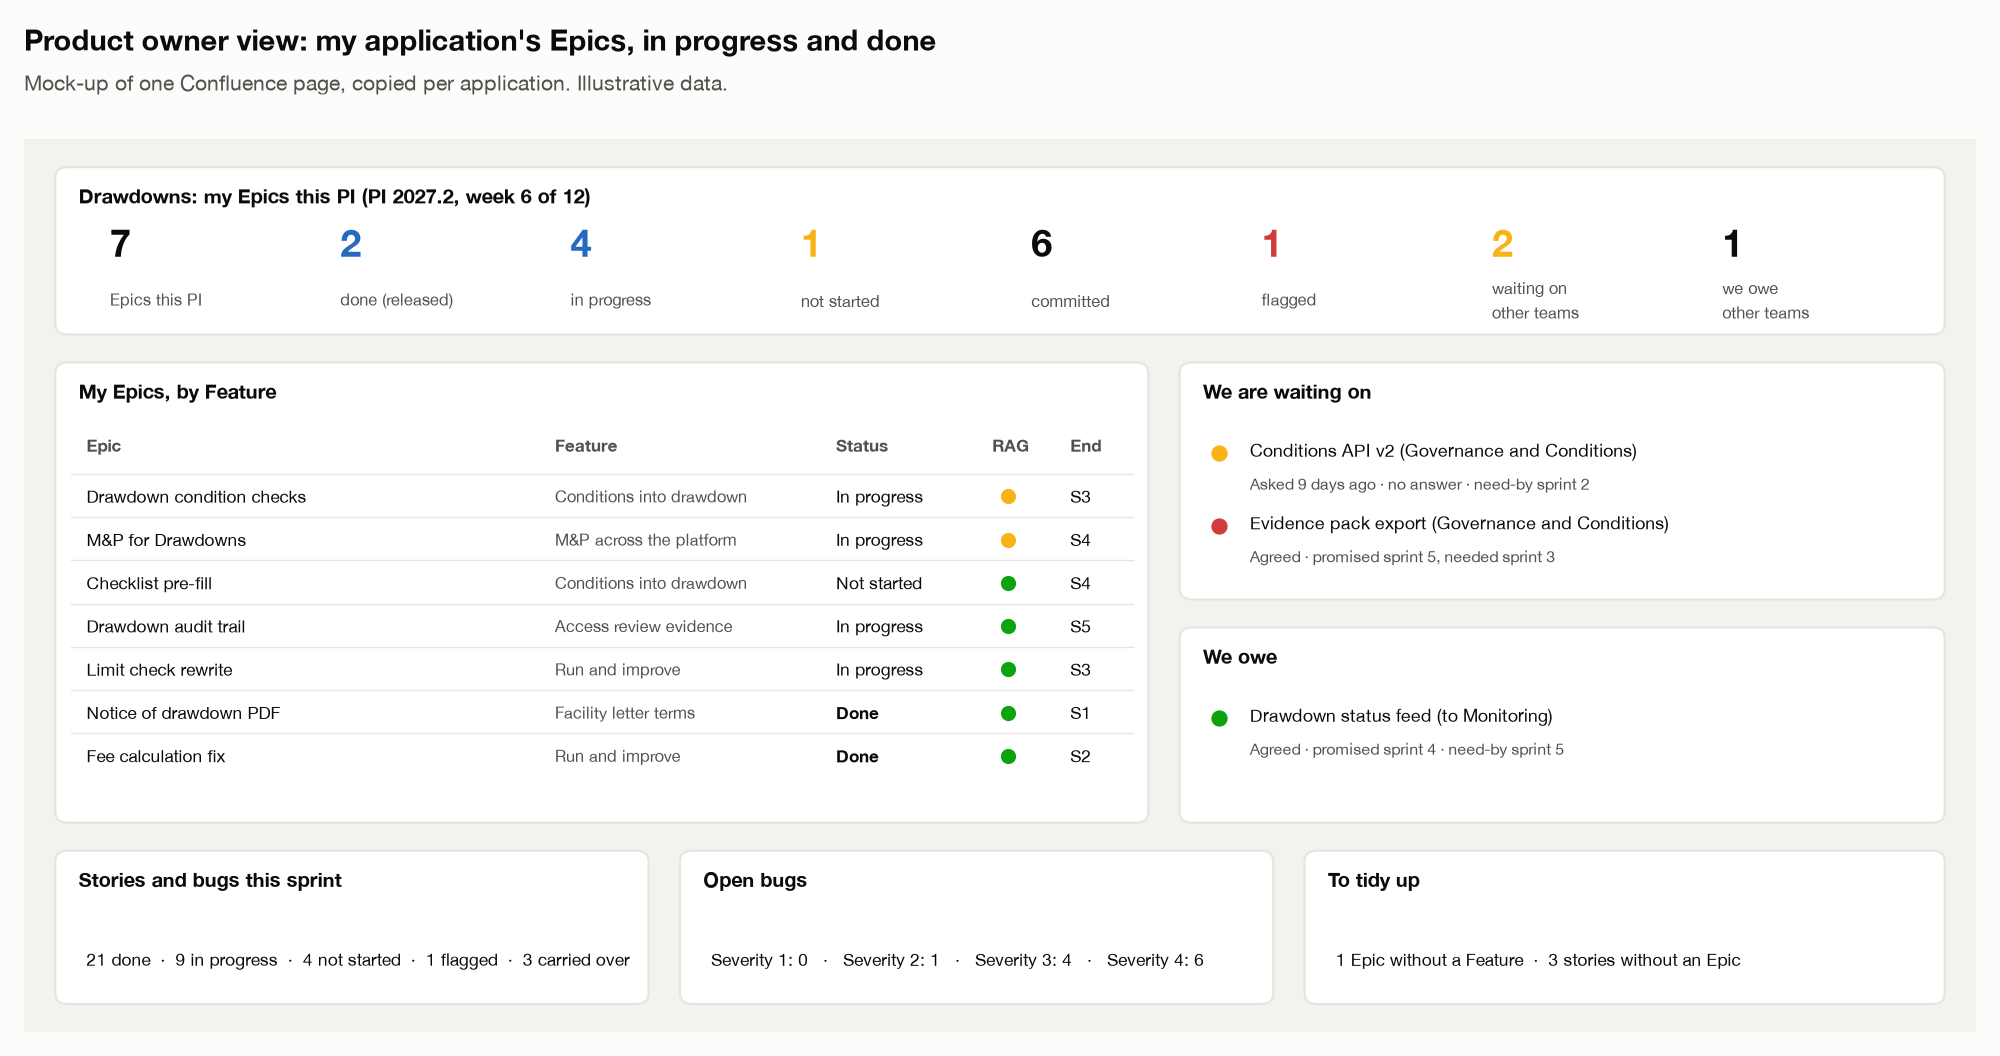 Product owner view: my application's Epics, in progress and done
Mock-up of one Confluence page, copied per application. Illustrative data.
Drawdowns: my Epics this PI (PI 2027.2, week 6 of 12)
7 2 4 1 6 1 2 1
Epics this PI done (released) in progress not started committed flagged waiting on other teams we owe other teams
My Epics, by Feature
Epic Feature Status RAG End
Drawdown condition checks Conditions into drawdown In progress S3
M&P for Drawdowns M&P across the platform In progress S4
Checklist pre-fill Conditions into drawdown Not started S4
Drawdown audit trail Access review evidence In progress S5
Limit check rewrite Run and improve In progress S3
Notice of drawdown PDF Facility letter terms Done S1
Fee calculation fix Run and improve Done S2
We are waiting on
Conditions API v2 (Governance and Conditions)
Asked 9 days ago · no answer · need-by sprint 2
Evidence pack export (Governance and Conditions)
Agreed · promised sprint 5, needed sprint 3
We owe
Drawdown status feed (to Monitoring)
Agreed · promised sprint 4 · need-by sprint 5
Stories and bugs this sprint
21 done · 9 in progress · 4 not started · 1 flagged · 3 carried over
Open bugs
Severity 1: 0 · Severity 2: 1 · Severity 3: 4 · Severity 4: 6
To tidy up
1 Epic without a Feature · 3 stories without an Epic